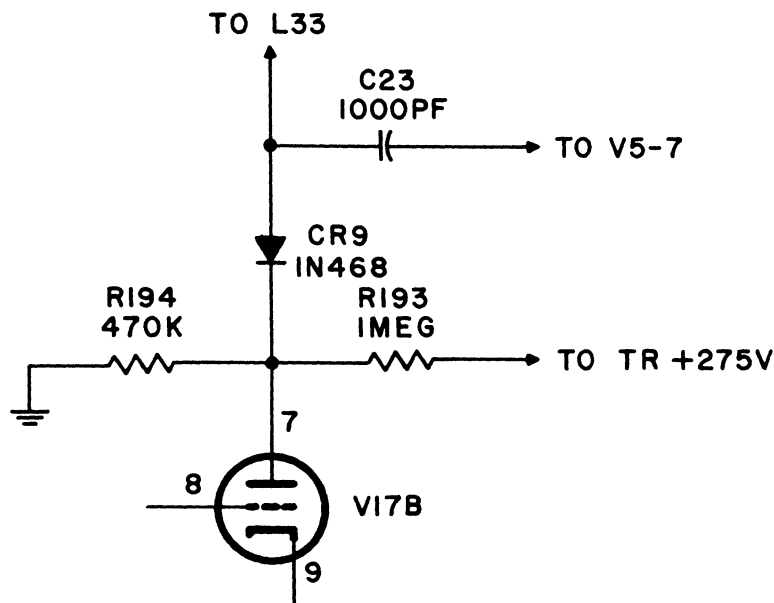 TO L33
C23
1000PF
TO V5-7
CR9
1N468
R194
470K
R193
1MEG
TO TR +275V
7
8
V17B
9